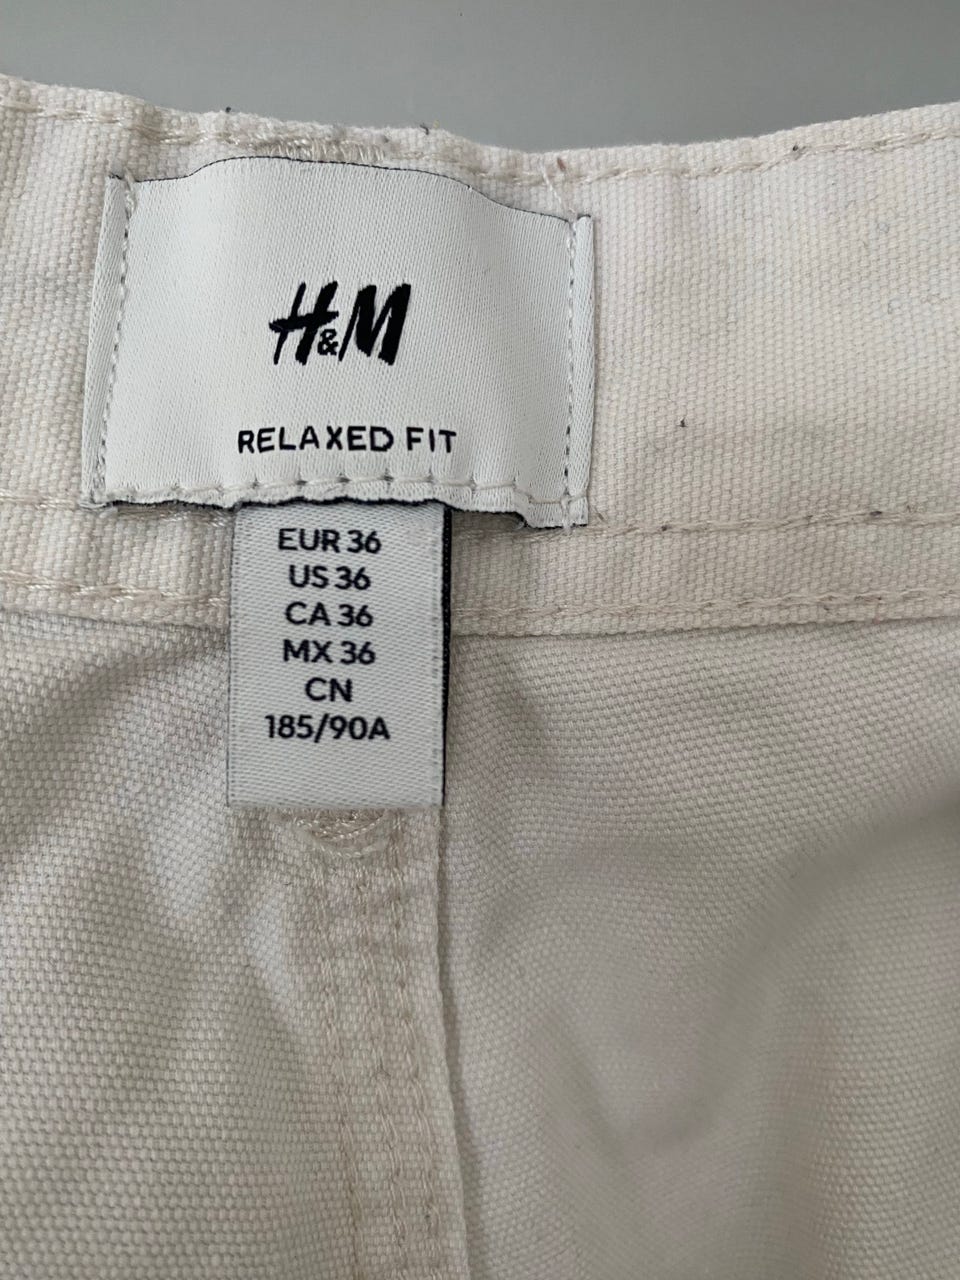 H&M
RELAXED FIT
EUR 36
US 36
CA 36
MX 36
CN
185/90A